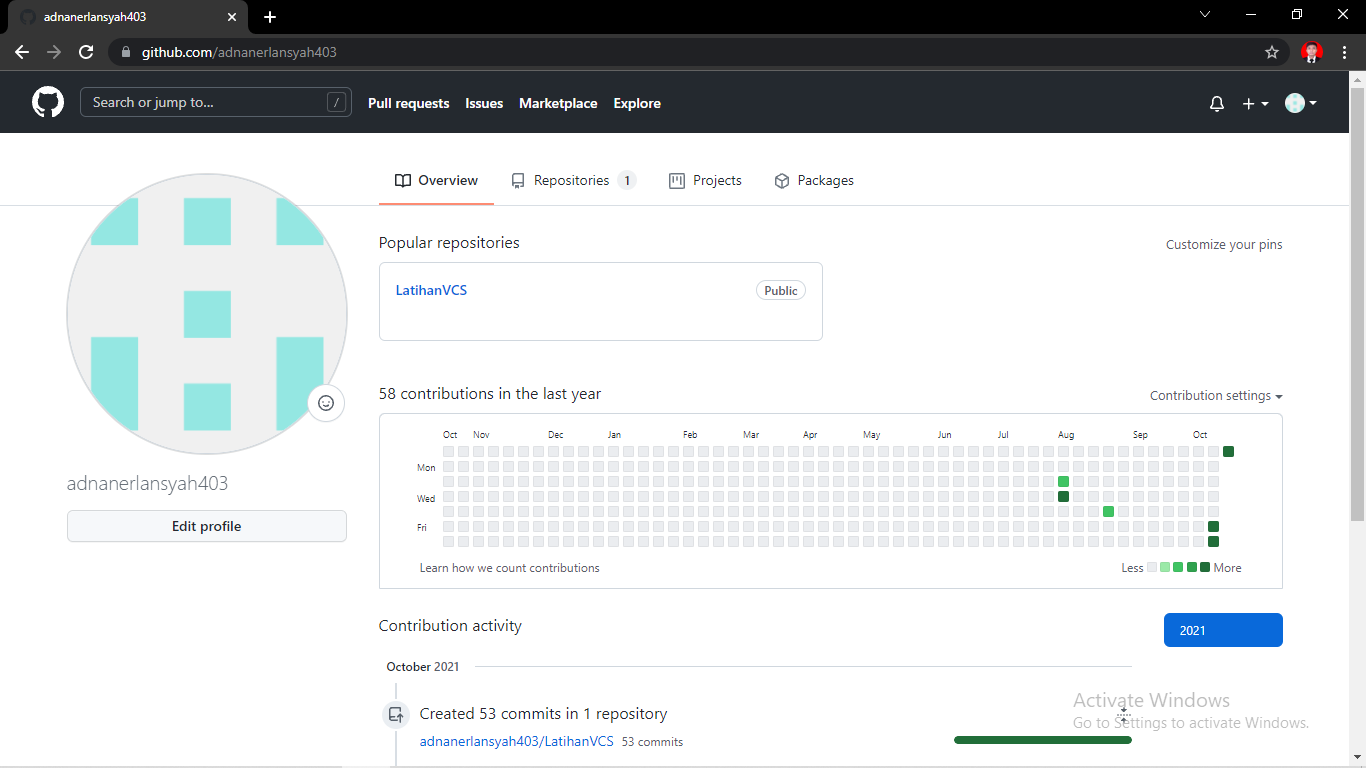 adnanerlansyah403
github.com/adnanerlansyah403
Search or jump to... /
Pull requests Issues Marketplace Explore
Overview Repositories 1 Projects Packages
Popular repositories
Customize your pins
LatihanVCS Public
adnanerlansyah403
Edit profile
58 contributions in the last year
Contribution settings
Oct Nov Dec Jan Feb Mar Apr May Jun Jul Aug Sep Oct
Mon
Wed
Fri
Learn how we count contributions
Less More
Contribution activity
2021
October 2021
Created 53 commits in 1 repository
adnanerlansyah403/LatihanVCS 53 commits
Activate Windows
Go to Settings to activate Windows.